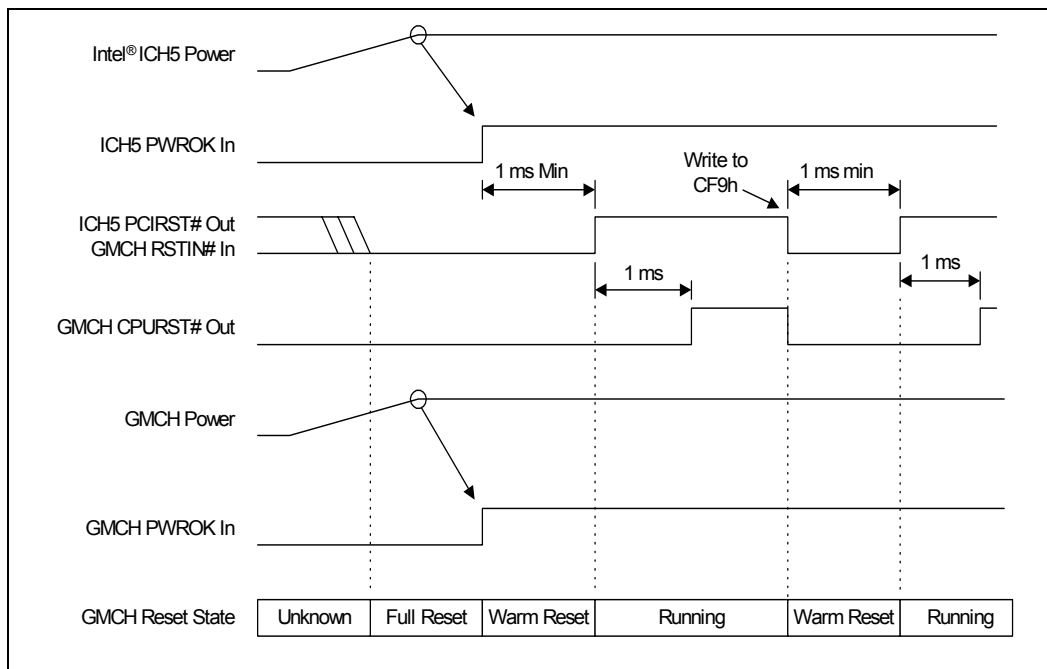 Intel® ICH5 Power
ICH5 PWROK In
1 ms Min
Write to
CF9h
1 ms min
ICH5 PCIRST# Out
GMCH RSTIN# In
1 ms
1 ms
GMCH CPURST# Out
GMCH Power
GMCH PWROK In
GMCH Reset State
Unknown
Full Reset
Warm Reset
Running
Warm Reset
Running